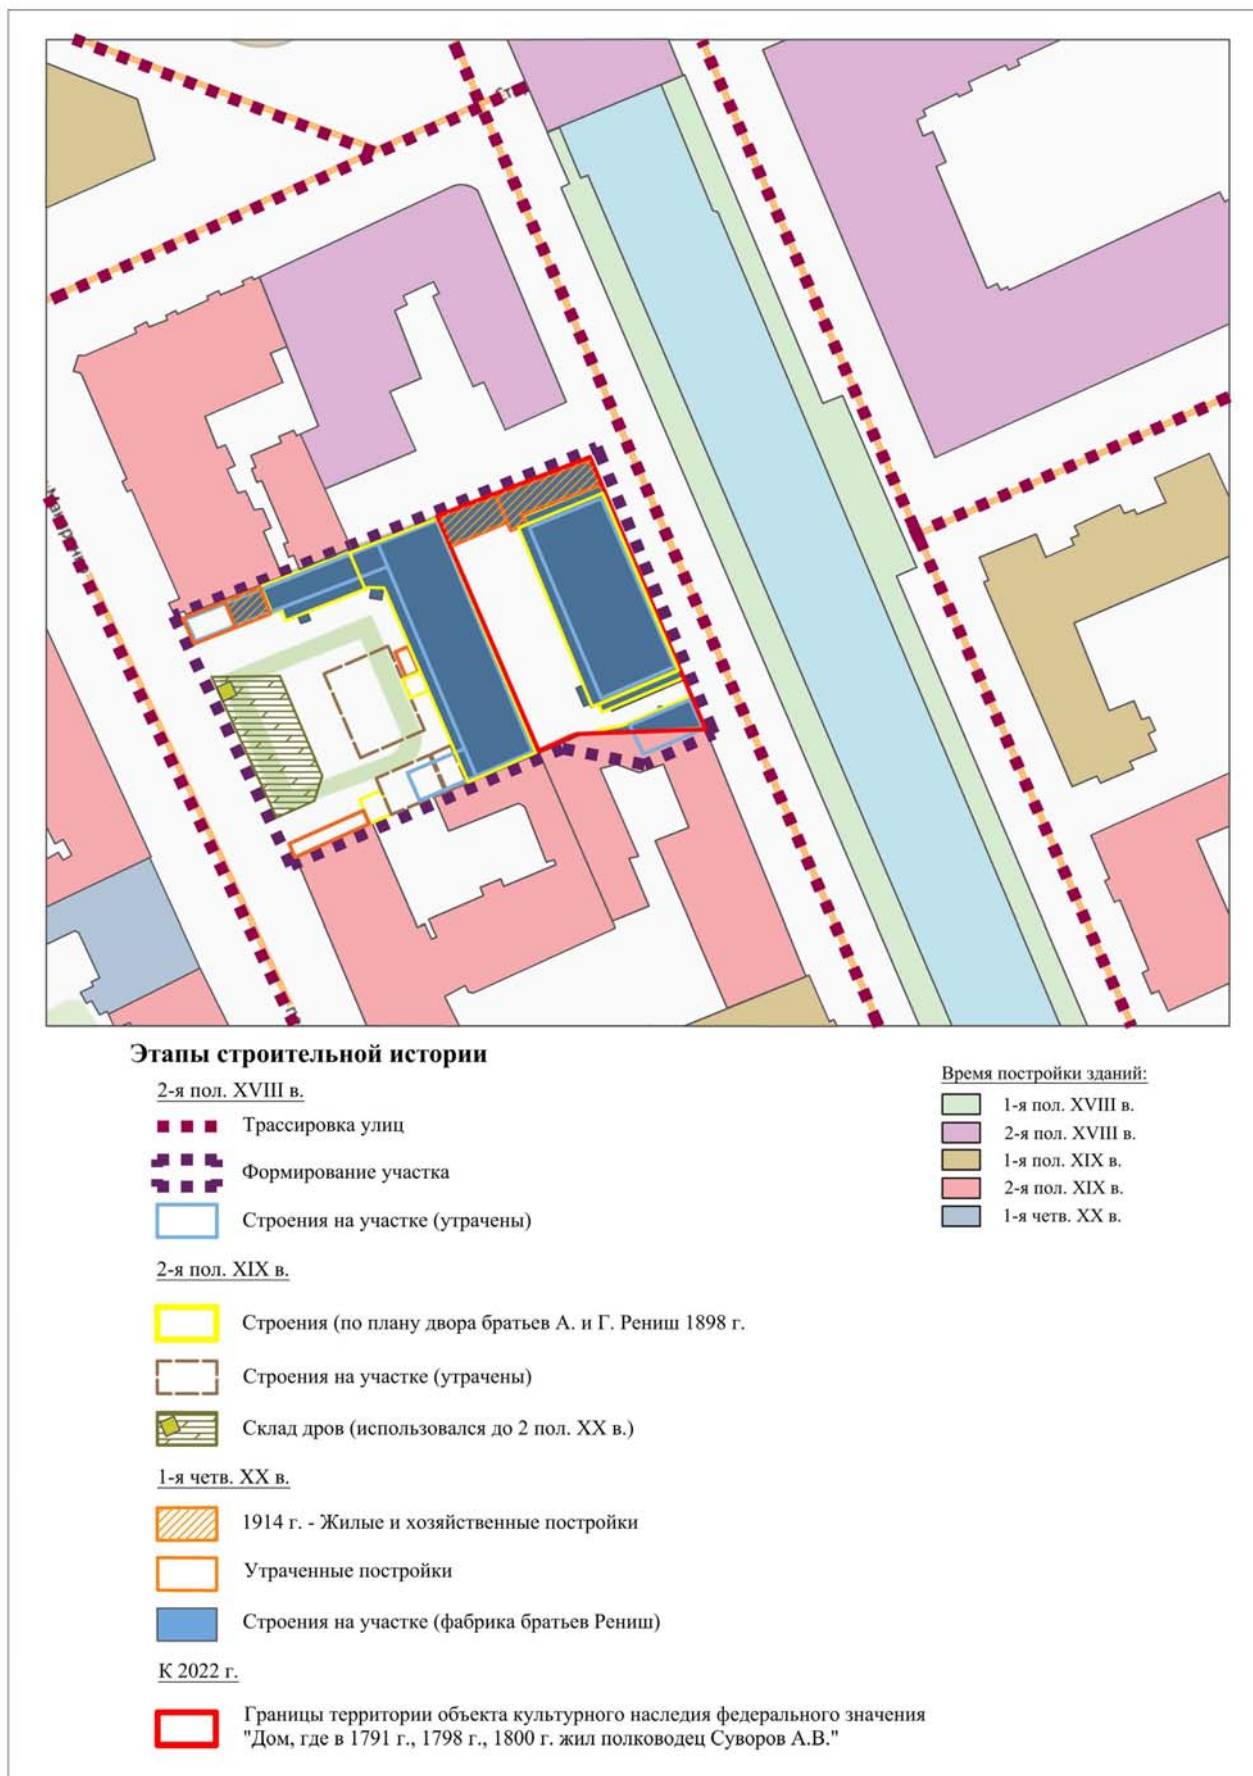 Этапы строительной истории
2-я пол. XVIII в.
Трассировка улиц
Формирование участка
Строения на участке (утрачены)
2-я пол. XIX в.
Строения (по плану двора братьев А. и Г. Рениш 1898 г.
Строения на участке (утрачены)
Склад дров (использовался до 2 пол. XX в.)
1-я четв. XX в.
1914 г. - Жилые и хозяйственные постройки
Утраченные постройки
Строения на участке (фабрика братьев Рениш)
К 2022 г.
Границы территории объекта культурного наследия федерального значения
"Дом, где в 1791 г., 1798 г., 1800 г. жил полководец Суворов А.В."
Время постройки зданий:
1-я пол. XVIII в.
2-я пол. XVIII в.
1-я пол. XIX в.
2-я пол. XIX в.
1-я четв. XX в.